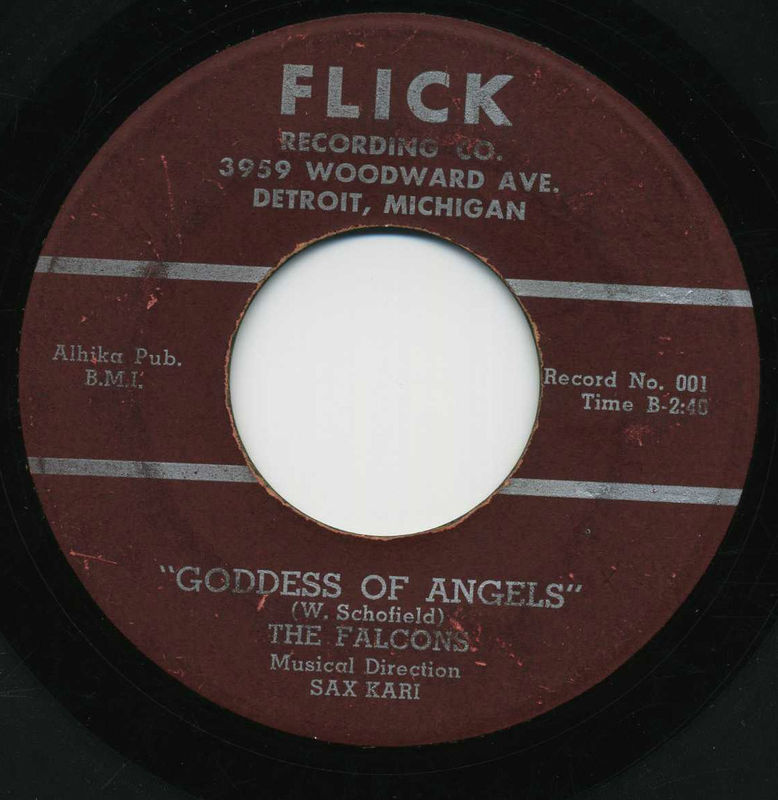 FLICK
RECORDING CO.
3959 WOODWARD AVE.
DETROIT, MICHIGAN
Alhika Pub.
B.M.I.
Record No. 001
Time B-2:40
"GODDESS OF ANGELS"
(W. Schofield)
THE FALCONS
Musical Direction
SAX KARI